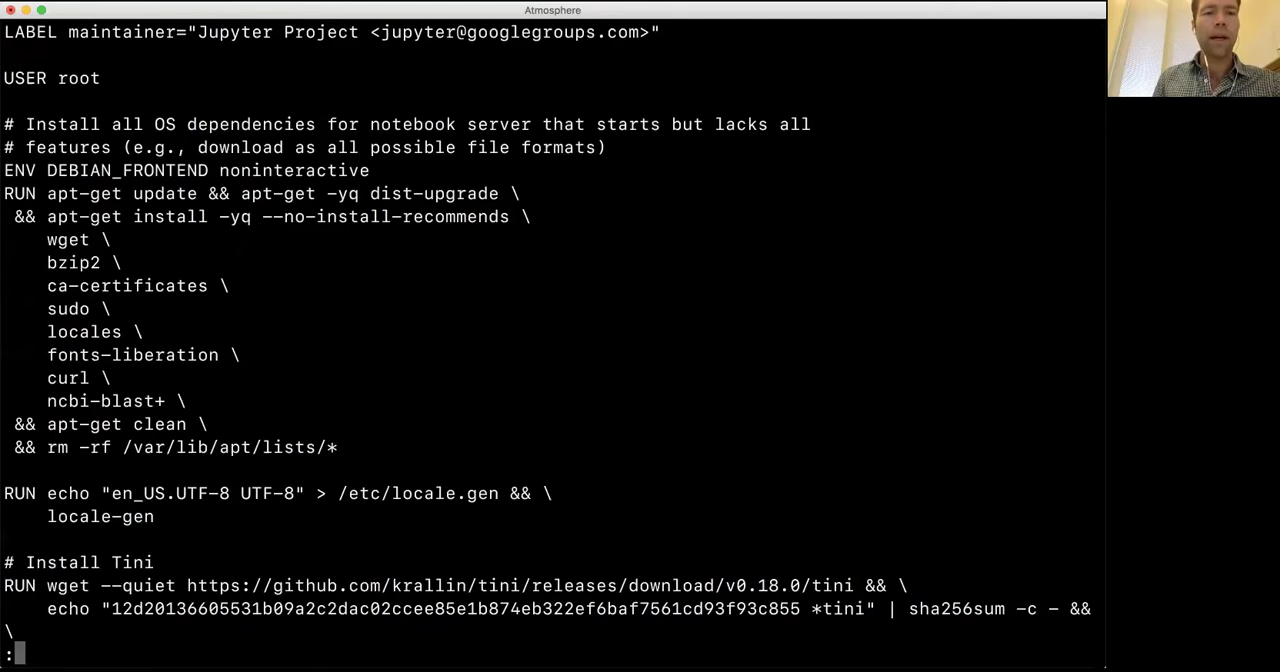 Atmosphere
LABEL maintainer="Jupyter Project <jupyter@googlegroups.com>"
USER root
# Install all OS dependencies for notebook server that starts but lacks all
# features (e.g., download as all possible file formats)
ENV DEBIAN_FRONTEND noninteractive
RUN apt-get update && apt-get -yq dist-upgrade \
 && apt-get install -yq --no-install-recommends \
    wget \
    bzip2 \
    ca-certificates \
    sudo \
    locales \
    fonts-liberation \
    curl \
    ncbi-blast+ \
 && apt-get clean \
 && rm -rf /var/lib/apt/lists/*
RUN echo "en_US.UTF-8 UTF-8" > /etc/locale.gen && \
    locale-gen
# Install Tini
RUN wget --quiet https://github.com/krallin/tini/releases/download/v0.18.0/tini && \
    echo "12d20136605531b09a2c2dac02ccee85e1b874eb322ef6baf7561cd93f93c855 *tini" | sha256sum -c - &&
\
: